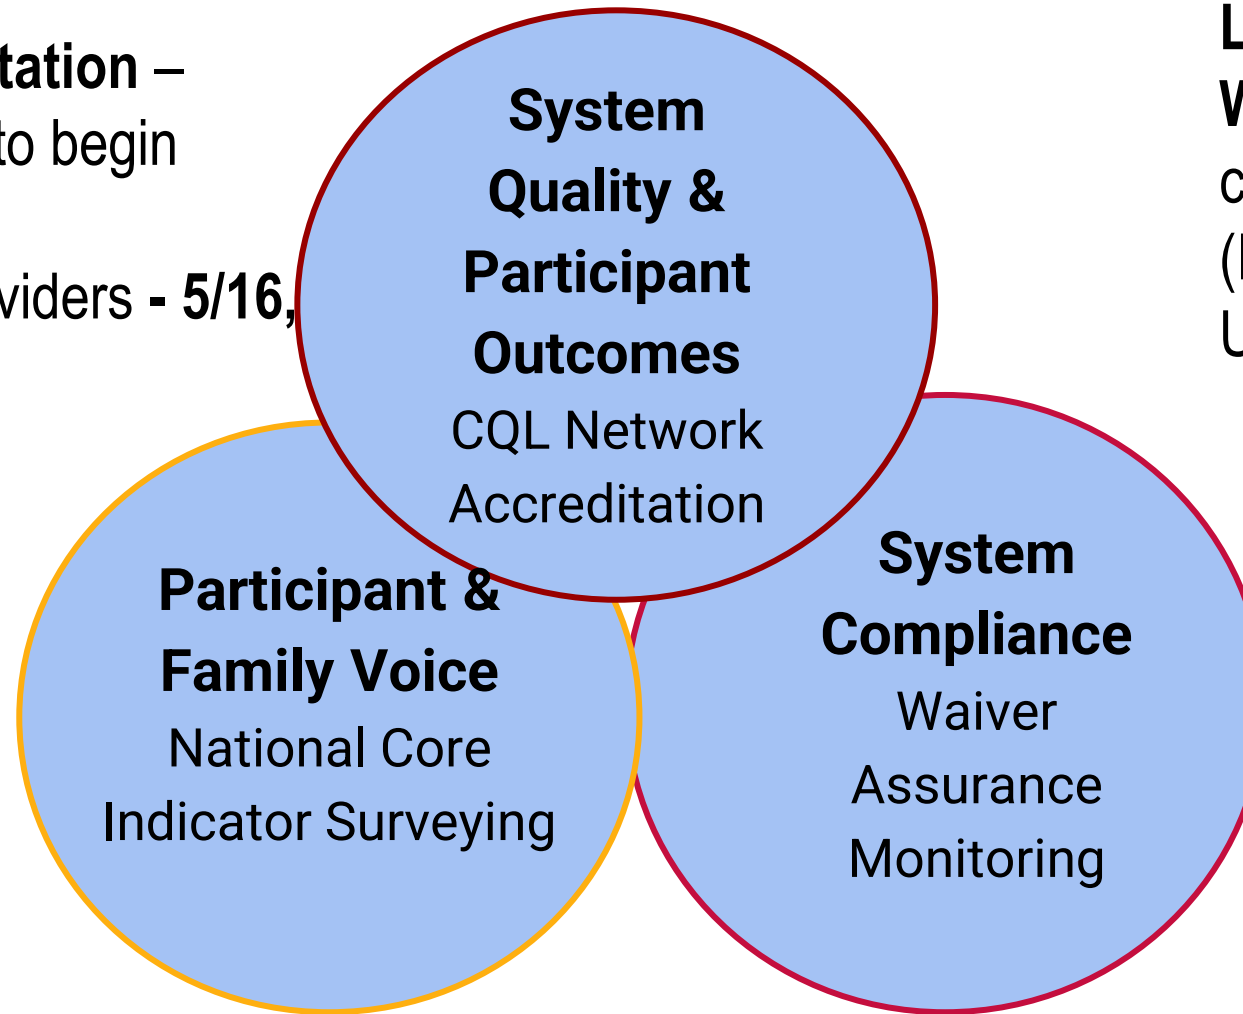 tation –
to begin
viders - 5/16,
System
Quality &
Participant
Outcomes
CQL Network
Accreditation
Participant &
Family Voice
National Core
Indicator Surveying
System
Compliance
Waiver
Assurance
Monitoring